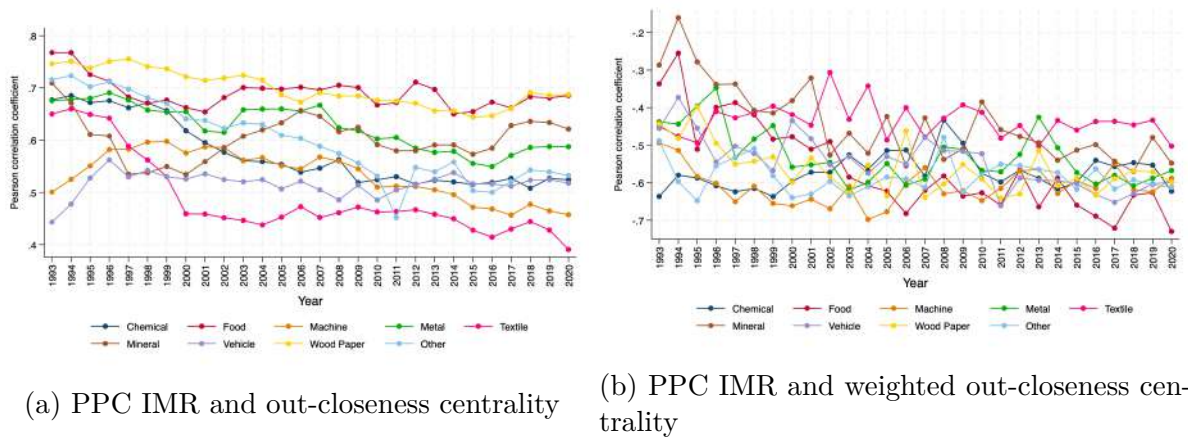 Pearson correlation coefficient
.8
.7
.6
.5
.4
1993 1994 1995 1996 1997 1998 1999 2000 2001 2002 2003 2004 2005 2006 2007 2008 2009 2010 2011 2012 2013 2014 2015 2016 2017 2018 2019 2020
Year
Chemical Food Machine Metal Textile
Mineral Vehicle Wood Paper Other
(a) PPC IMR and out-closeness centrality
Pearson correlation coefficient
-.2
-.3
-.4
-.5
-.6
-.7
1993 1994 1995 1996 1997 1998 1999 2000 2001 2002 2003 2004 2005 2006 2007 2008 2009 2010 2011 2012 2013 2014 2015 2016 2017 2018 2019 2020
Year
Chemical Food Machine Metal Textile
Mineral Vehicle Wood Paper Other
(b) PPC IMR and weighted out-closeness cen-
trality